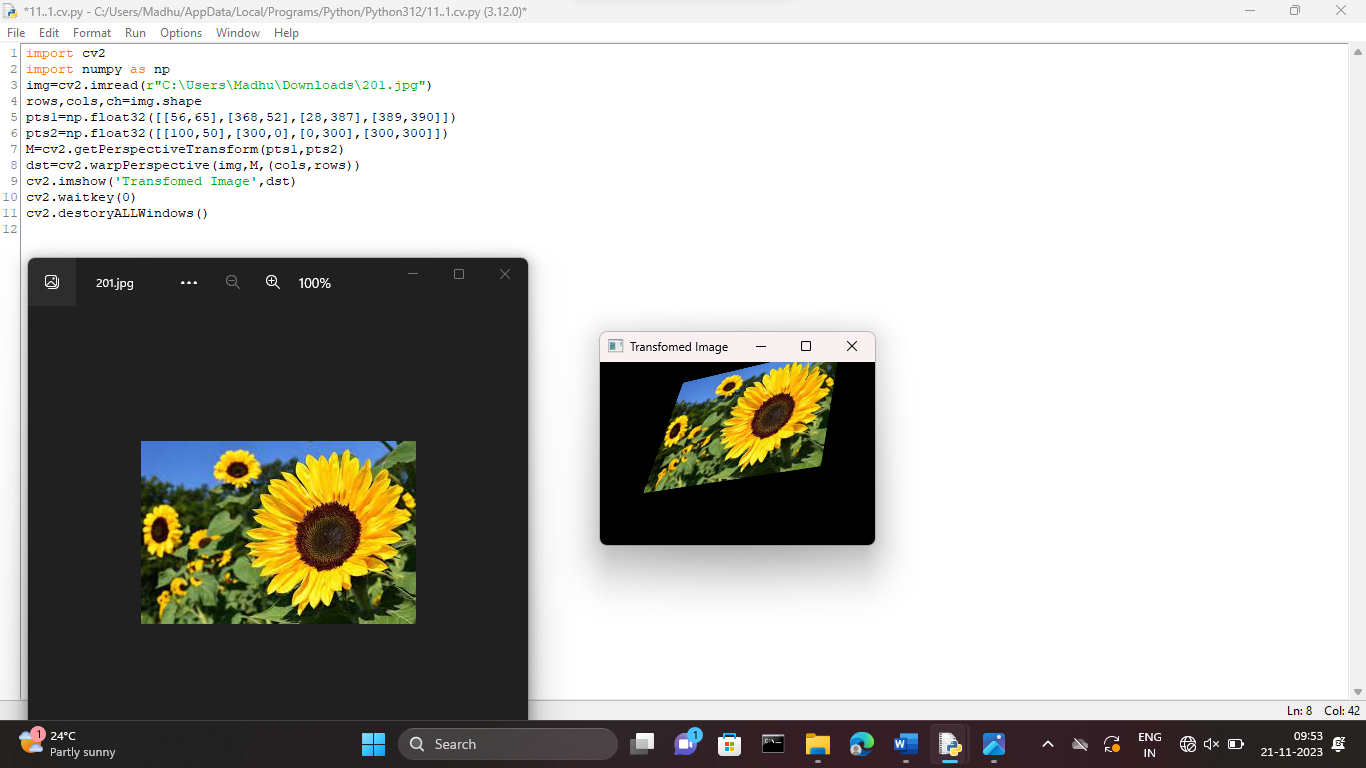 *11..1.cv.py - C:/Users/Madhu/AppData/Local/Programs/Python/Python312/11..1.cv.py (3.12.0)*
File Edit Format Run Options Window Help
1 import cv2
2 import numpy as np
3 img=cv2.imread(r"C:\Users\Madhu\Downloads\201.jpg")
4 rows,cols,ch=img.shape
5 pts1=np.float32([[56,65],[368,52],[28,387],[389,390]])
6 pts2=np.float32([[100,50],[300,0],[0,300],[300,300]])
7 M=cv2.getPerspectiveTransform(pts1,pts2)
8 dst=cv2.warpPerspective(img,M,(cols,rows))
9 cv2.imshow('Transfomed Image',dst)
10 cv2.waitkey(0)
11 cv2.destoryALLWindows()
12
201.jpg ••• 100%
Transfomed Image
Ln: 8 Col: 42
1 24°C
Partly sunny
Search
1
ENG
IN
09:53
21-11-2023